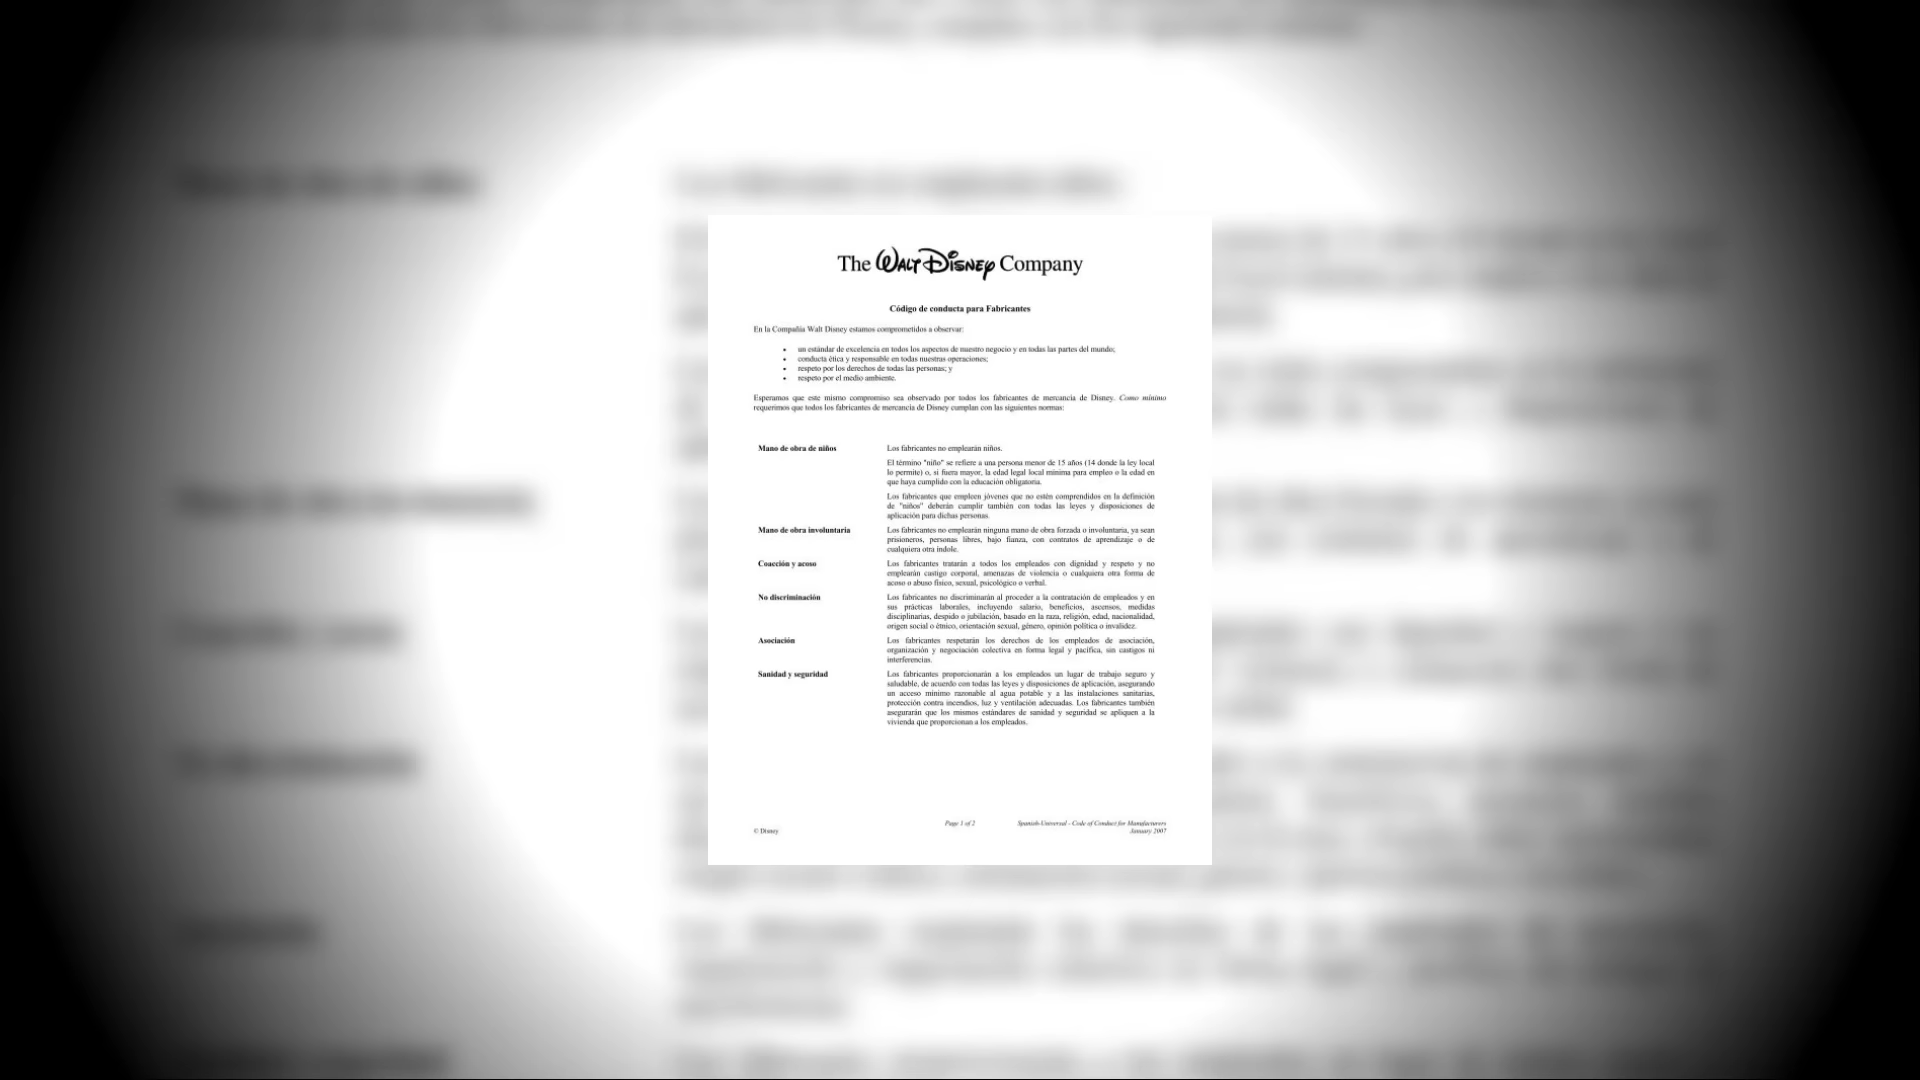 The Walt Disney Company
Código de conducta para Fabricantes
En la Compañía Walt Disney estamos comprometidos a observar:
• un estándar de excelencia en todos los aspectos de nuestro negocio y en todas las partes del mundo;
• conducta ética y responsable en todas nuestras operaciones;
• respeto por los derechos de todas las personas; y
• respeto por el medio ambiente.
Esperamos que este mismo compromiso sea observado por todos los fabricantes de mercancía de Disney. Como mínimo
requerimos que todos los fabricantes de mercancía de Disney cumplan con las siguientes normas:
Mano de obra de niños
Los fabricantes no emplearán niños.
El término "niño" se refiere a una persona menor de 15 años (14 donde la ley local
lo permite) o, si fuera mayor, la edad legal local mínima para empleo o la edad en
que haya cumplido con la educación obligatoria.
Los fabricantes que empleen jóvenes que no estén comprendidos en la definición
de "niños" deberán cumplir también con todas las leyes y disposiciones de
aplicación para dichas personas.
Mano de obra involuntaria
Los fabricantes no emplearán ninguna mano de obra forzada o involuntaria, ya sean
prisioneros, personas libres, bajo fianza, con contratos de aprendizaje o de
cualquiera otra índole.
Coacción y acoso
Los fabricantes tratarán a todos los empleados con dignidad y respeto y no
emplearán castigo corporal, amenazas de violencia o cualquiera otra forma de
acoso o abuso físico, sexual, psicológico o verbal.
No discriminación
Los fabricantes no discriminarán al proceder a la contratación de empleados y en
sus prácticas laborales, incluyendo salario, beneficios, ascensos, medidas
disciplinarias, despido o jubilación, basado en la raza, religión, edad, nacionalidad,
origen social o étnico, orientación sexual, género, opinión política o invalidez.
Asociación
Los fabricantes respetarán los derechos de los empleados de asociación,
organización y negociación colectiva en forma legal y pacífica, sin castigos ni
interferencias.
Sanidad y seguridad
Los fabricantes proporcionarán a los empleados un lugar de trabajo seguro y
saludable, de acuerdo con todas las leyes y disposiciones de aplicación, asegurando
un acceso mínimo razonable al agua potable y a las instalaciones sanitarias,
protección contra incendios, luz y ventilación adecuadas. Los fabricantes también
asegurarán que los mismos estándares de sanidad y seguridad se apliquen a la
vivienda que proporcionan a los empleados.
Page 1 of 2
Spanish-Universal - Code of Conduct for Manufacturers
© Disney
January 2007